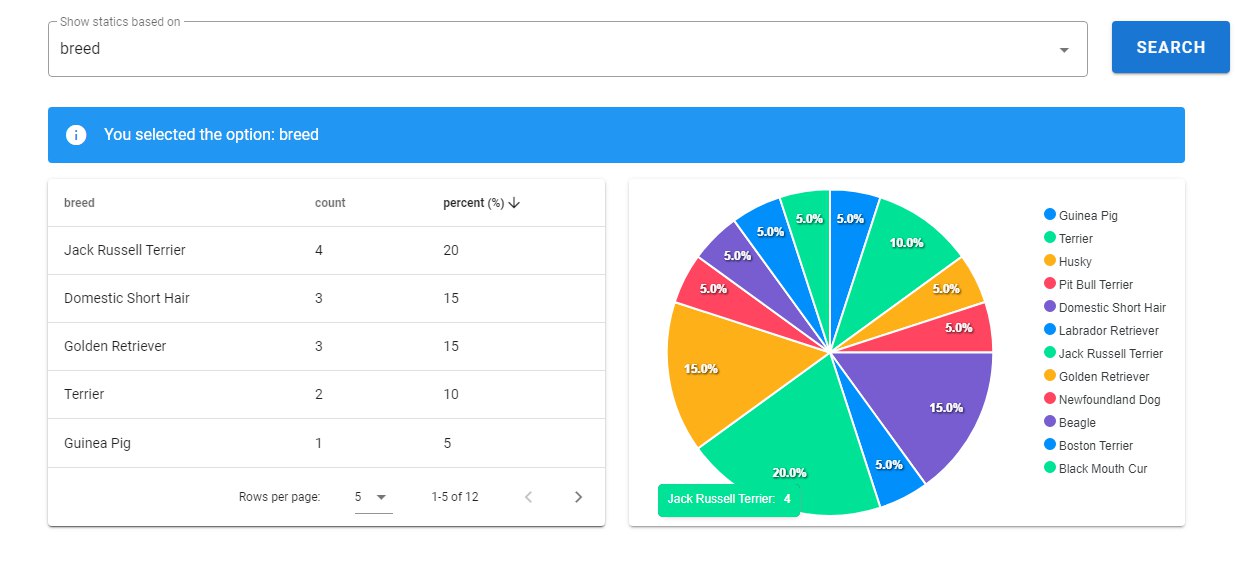 Show statics based on
breed
SEARCH
You selected the option: breed
breed count percent (%)
Jack Russell Terrier 4 20
Domestic Short Hair 3 15
Golden Retriever 3 15
Terrier 2 10
Guinea Pig 1 5
Rows per page: 5 1-5 of 12
5.0%
10.0%
5.0%
5.0%
15.0%
5.0%
20.0%
15.0%
5.0%
5.0%
5.0%
5.0%
Jack Russell Terrier: 4
Guinea Pig
Terrier
Husky
Pit Bull Terrier
Domestic Short Hair
Labrador Retriever
Jack Russell Terrier
Golden Retriever
Newfoundland Dog
Beagle
Boston Terrier
Black Mouth Cur